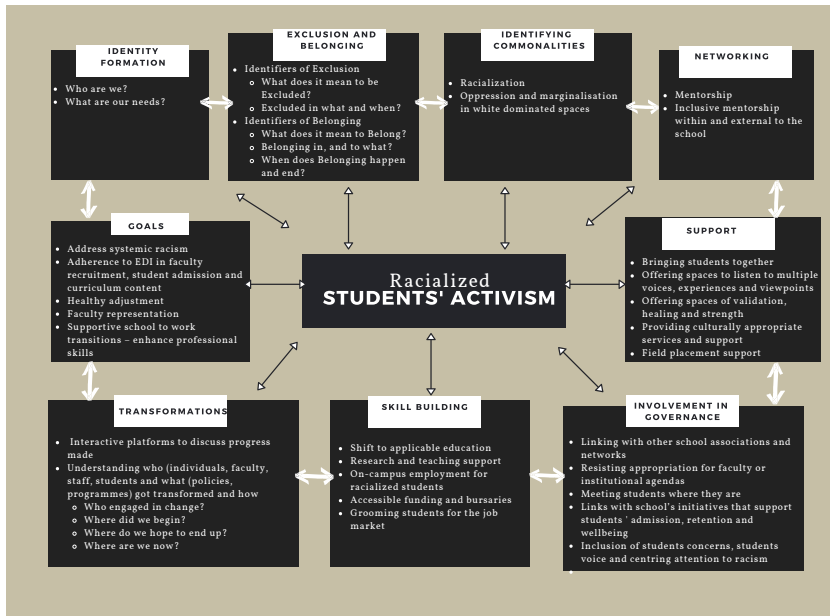 IDENTITY
FORMATION
• Who are we?
• What are our needs?
EXCLUSION AND
BELONGING
• Identifiers of Exclusion
◦ What does it mean to be
Excluded?
◦ Excluded in what and when?
• Identifiers of Belonging
◦ What does it mean to Belong?
◦ Belonging in, and to what?
◦ When does Belonging happen
and end?
IDENTIFYING
COMMONALITIES
• Racialization
• Oppression and marginalisation
in white dominated spaces
NETWORKING
• Mentorship
• Inclusive mentorship
within and external to the
school
GOALS
• Address systemic racism
• Adherence to EDI in faculty
recruitment, student admission and
curriculum content
• Healthy adjustment
• Faculty representation
• Supportive school to work
transitions – enhance professional
skills
Racialized
STUDENTS' ACTIVISM
SUPPORT
• Bringing students together
• Offering spaces to listen to multiple
voices, experiences and viewpoints
• Offering spaces of validation,
healing and strength
• Providing culturally appropriate
services and support
• Field placement support
TRANSFORMATIONS
• Interactive platforms to discuss progress
made
• Understanding who (individuals, faculty,
staff, students and what (policies,
programmes) got transformed and how
◦ Who engaged in change?
◦ Where did we begin?
◦ Where do we hope to end up?
◦ Where are we now?
SKILL BUILDING
• Shift to applicable education
• Research and teaching support
• On-campus employment for
racialized students
• Accessible funding and bursaries
• Grooming students for the job
market
INVOLVEMENT IN
GOVERNANCE
• Linking with other school associations and
networks
• Resisting appropriation for faculty or
institutional agendas
• Meeting students where they are
• Links with school's initiatives that support
students ' admission, retention and
wellbeing
• Inclusion of students concerns, students
voice and centring attention to racism